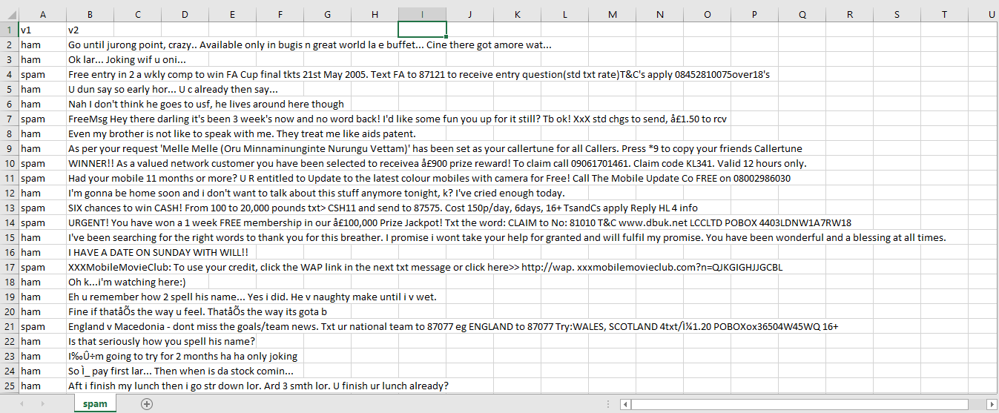 A B C D E F G H I J K L M N O P Q R S T U
1 v1 v2
2 ham Go until jurong point, crazy.. Available only in bugis n great world la e buffet... Cine there got amore wat...
3 ham Ok lar... Joking wif u oni...
4 spam Free entry in 2 a wkly comp to win FA Cup final tkts 21st May 2005. Text FA to 87121 to receive entry question(std txt rate)T&C's apply 08452810075over18's
5 ham U dun say so early hor... U c already then say...
6 ham Nah I don't think he goes to usf, he lives around here though
7 spam FreeMsg Hey there darling it's been 3 week's now and no word back! I'd like some fun you up for it still? Tb ok! XxX std chgs to send, å£1.50 to rcv
8 ham Even my brother is not like to speak with me. They treat me like aids patent.
9 ham As per your request 'Melle Melle (Oru Minnaminunginte Nurungu Vettam)' has been set as your callertune for all Callers. Press *9 to copy your friends Callertune
10 spam WINNER!! As a valued network customer you have been selected to receivea å£900 prize reward! To claim call 09061701461. Claim code KL341. Valid 12 hours only.
11 spam Had your mobile 11 months or more? U R entitled to Update to the latest colour mobiles with camera for Free! Call The Mobile Update Co FREE on 08002986030
12 ham I'm gonna be home soon and i don't want to talk about this stuff anymore tonight, k? I've cried enough today.
13 spam SIX chances to win CASH! From 100 to 20,000 pounds txt> CSH11 and send to 87575. Cost 150p/day, 6days, 16+ TsandCs apply Reply HL 4 info
14 spam URGENT! You have won a 1 week FREE membership in our å£100,000 Prize Jackpot! Txt the word: CLAIM to No: 81010 T&C www.dbuk.net LCCLTD POBOX 4403LDNW1A7RW18
15 ham I've been searching for the right words to thank you for this breather. I promise i wont take your help for granted and will fulfil my promise. You have been wonderful and a blessing at all times.
16 ham I HAVE A DATE ON SUNDAY WITH WILL!!
17 spam XXXMobileMovieClub: To use your credit, click the WAP link in the next txt message or click here>> http://wap. xxxmobilemovieclub.com?n=QJKGIGHJJGCBL
18 ham Oh k...i'm watching here:)
19 ham Eh u remember how 2 spell his name... Yes i did. He v naughty make until i v wet.
20 ham Fine if thatåÕs the way u feel. ThatåÕs the way its gota b
21 spam England v Macedonia - dont miss the goals/team news. Txt ur national team to 87077 eg ENGLAND to 87077 Try:WALES, SCOTLAND 4txt/Ì¼1.20 POBOXox36504W45WQ 16+
22 ham Is that seriously how you spell his name?
23 ham I‰Û÷m going to try for 2 months ha ha only joking
24 ham So Ì_ pay first lar... Then when is da stock comin...
25 ham Aft i finish my lunch then i go str down lor. Ard 3 smth lor. U finish ur lunch already?
spam